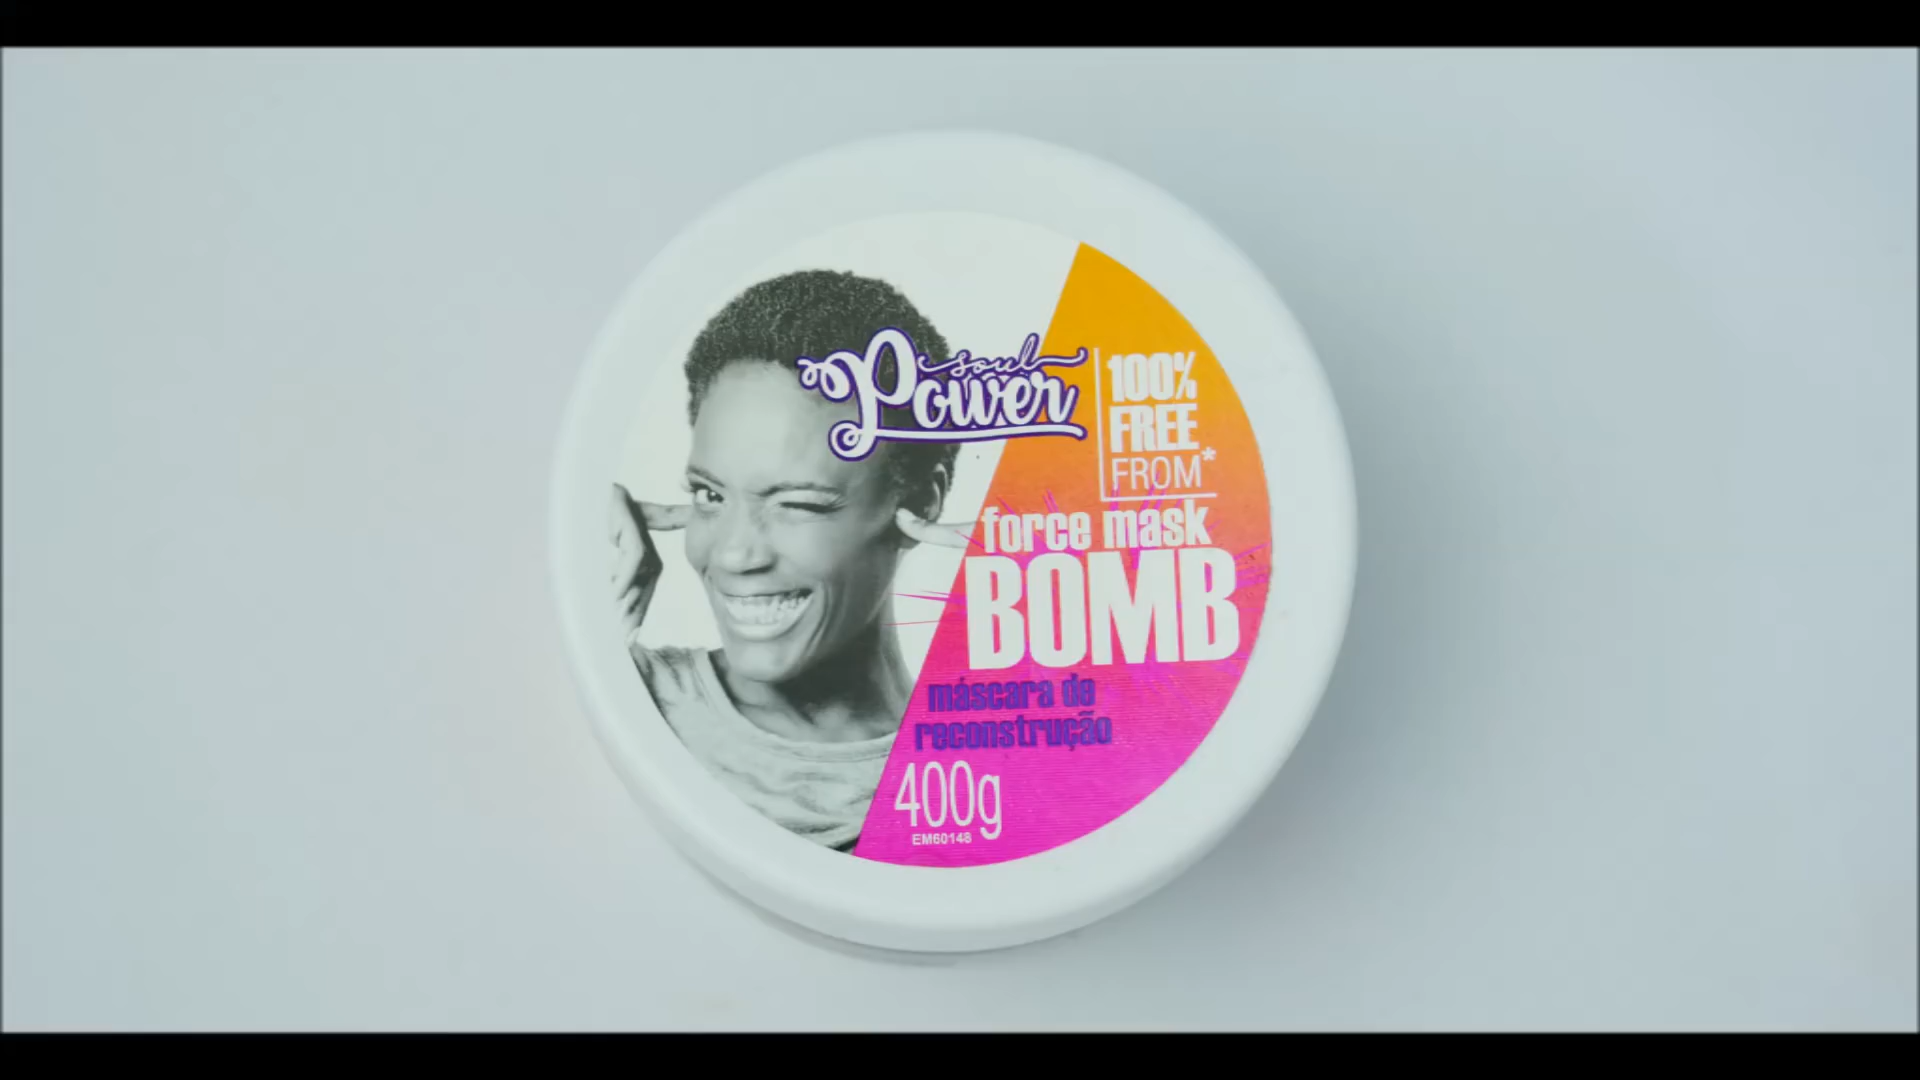 soul
Power
100%
FREE
FROM*
force mask
BOMB
máscara de
reconstrução
400g
EM60148